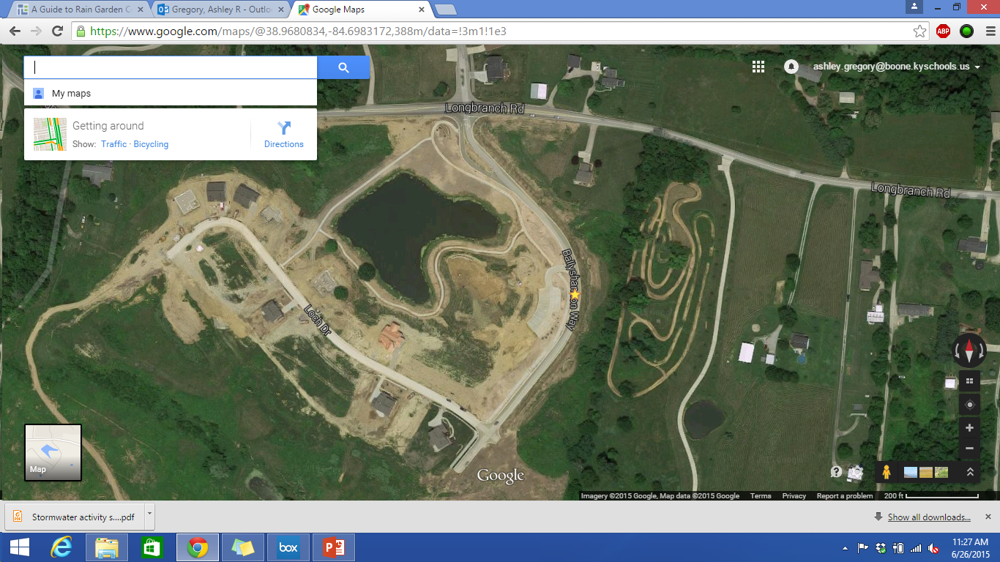 A Guide to Rain Garden C
Gregory, Ashley R - Outlo
Google Maps
https://www.google.com/maps/@38.9680834,-84.6983172,388m/data=!3m1!1e3
ABP
My maps
ashley.gregory@boone.kyschools.us
Getting around
Show: Traffic · Bicycling
Directions
Longbranch Rd
Longbranch Rd
Ballyshannon Way
Loch Dr
Map
Google
Imagery ©2015 Google, Map data ©2015 Google Terms Privacy Report a problem 200 ft
Stormwater activity s....pdf
Show all downloads...
box
11:27 AM
6/26/2015